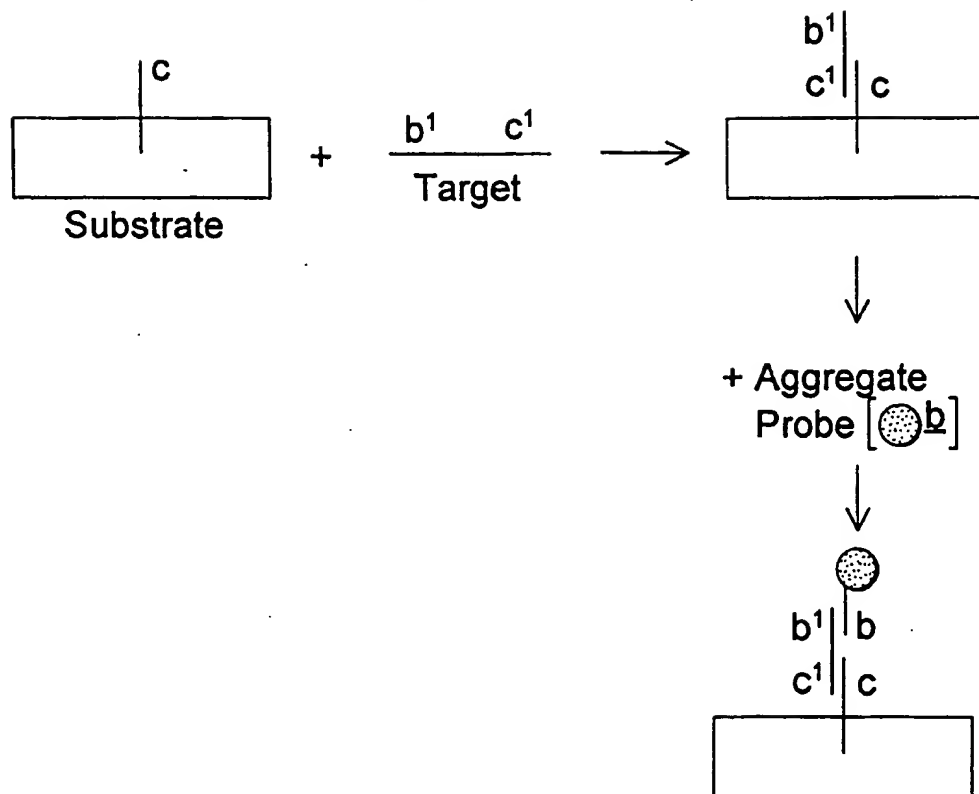 c
Substrate
+
b¹ c¹
Target
b¹
c¹ c
+ Aggregate
Probe [b]
b¹ b
c¹ c